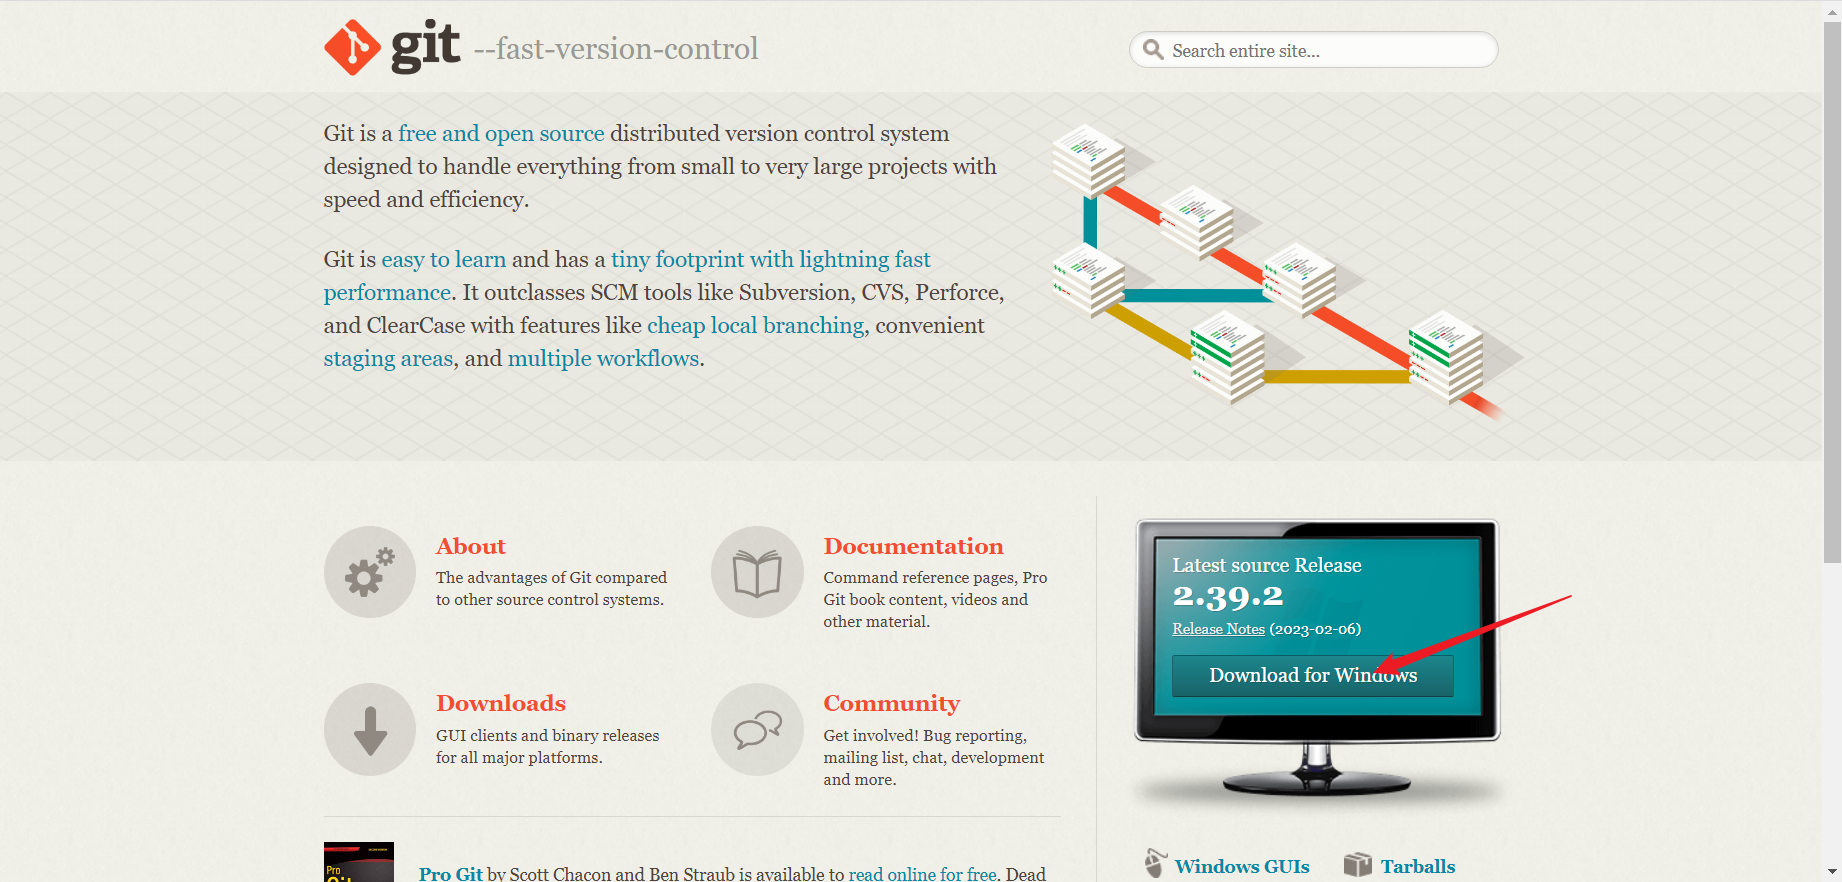 git --fast-version-control
Search entire site...
Git is a free and open source distributed version control system
designed to handle everything from small to very large projects with
speed and efficiency.
Git is easy to learn and has a tiny footprint with lightning fast
performance. It outclasses SCM tools like Subversion, CVS, Perforce,
and ClearCase with features like cheap local branching, convenient
staging areas, and multiple workflows.
About
The advantages of Git compared
to other source control systems.
Documentation
Command reference pages, Pro
Git book content, videos and
other material.
Downloads
GUI clients and binary releases
for all major platforms.
Community
Get involved! Bug reporting,
mailing list, chat, development
and more.
Latest source Release
2.39.2
Release Notes (2023-02-06)
Download for Windows
Windows GUIs
Tarballs
Pro
Git
Pro Git by Scott Chacon and Ben Straub is available to read online for free. Dead